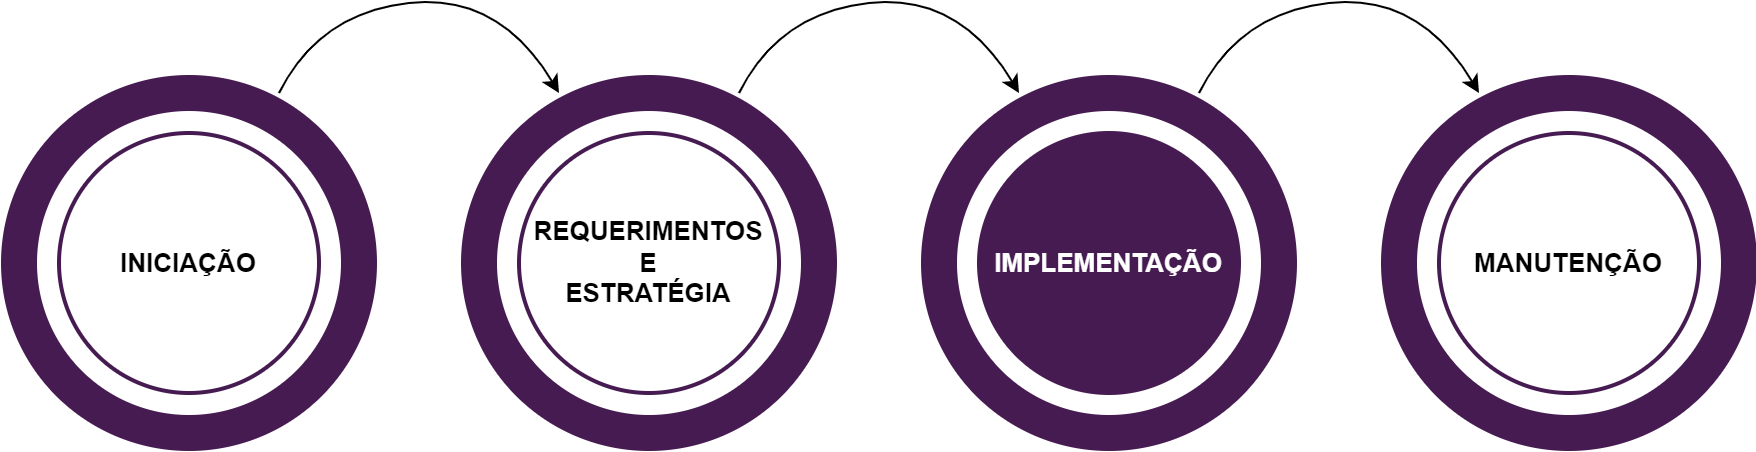 INICIAÇÃO
REQUERIMENTOS
E
ESTRATÉGIA
IMPLEMENTAÇÃO
MANUTENÇÃO